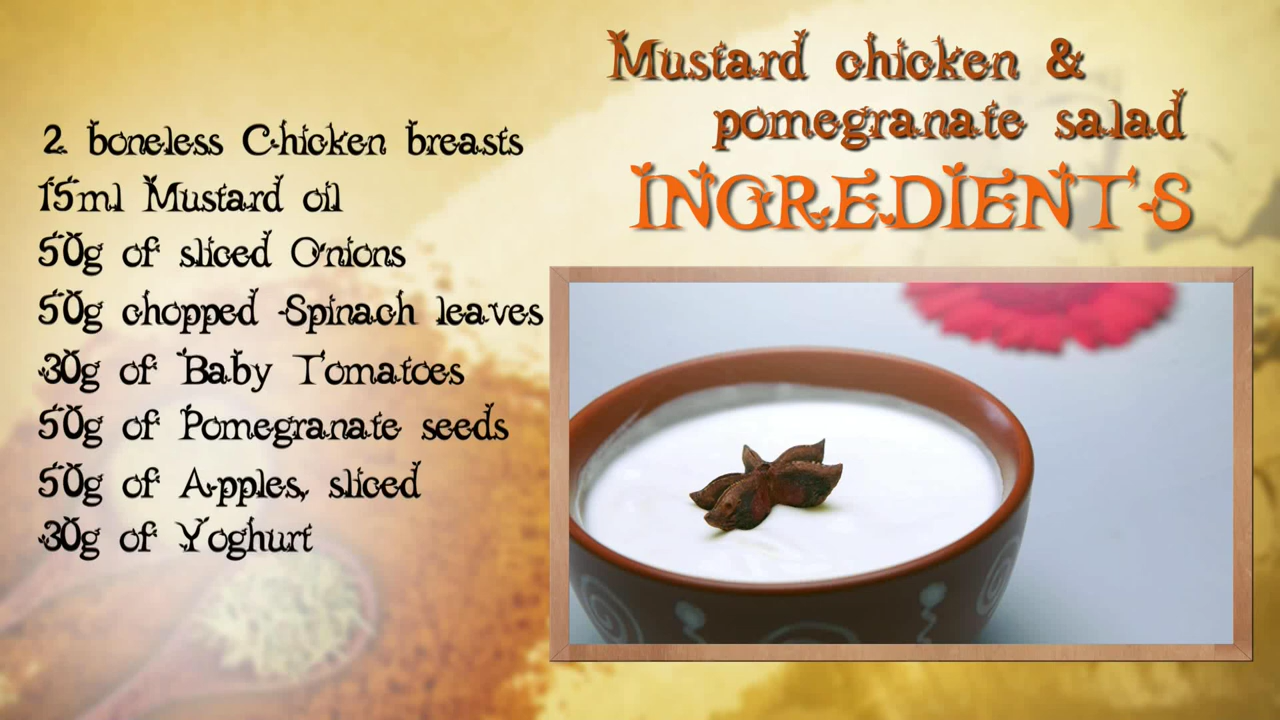 Mustard chicken &
pomegranate salad
INGREDIENTS
2 boneless Chicken breasts
15ml Mustard oil
50g of sliced Onions
50g chopped Spinach leaves
30g of Baby Tomatoes
50g of Pomegranate seeds
50g of Apples, sliced
30g of Yoghurt